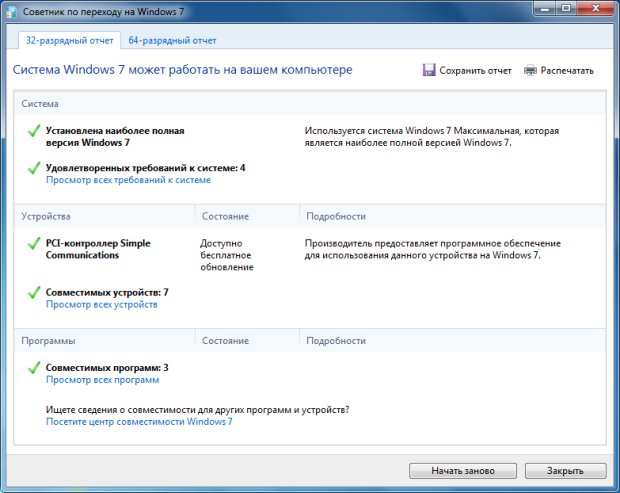 Советник по переходу на Windows 7
32-разрядный отчет 64-разрядный отчет
Система Windows 7 может работать на вашем компьютере Сохранить отчет Распечатать
Система
Установлена наиболее полная
версия Windows 7
Используется система Windows 7 Максимальная, которая
является наиболее полной версией Windows 7.
Удовлетворенных требований к системе: 4
Просмотр всех требований к системе
Устройства Состояние Подробности
PCI-контроллер Simple
Communications
Доступно
бесплатное
обновление
Производитель предоставляет программное обеспечение
для использования данного устройства на Windows 7.
Совместимых устройств: 7
Просмотр всех устройств
Программы Состояние Подробности
Совместимых программ: 3
Просмотр всех программ
Ищете сведения о совместимости для других программ и устройств?
Посетите центр совместимости Windows 7
Начать заново Закрыть